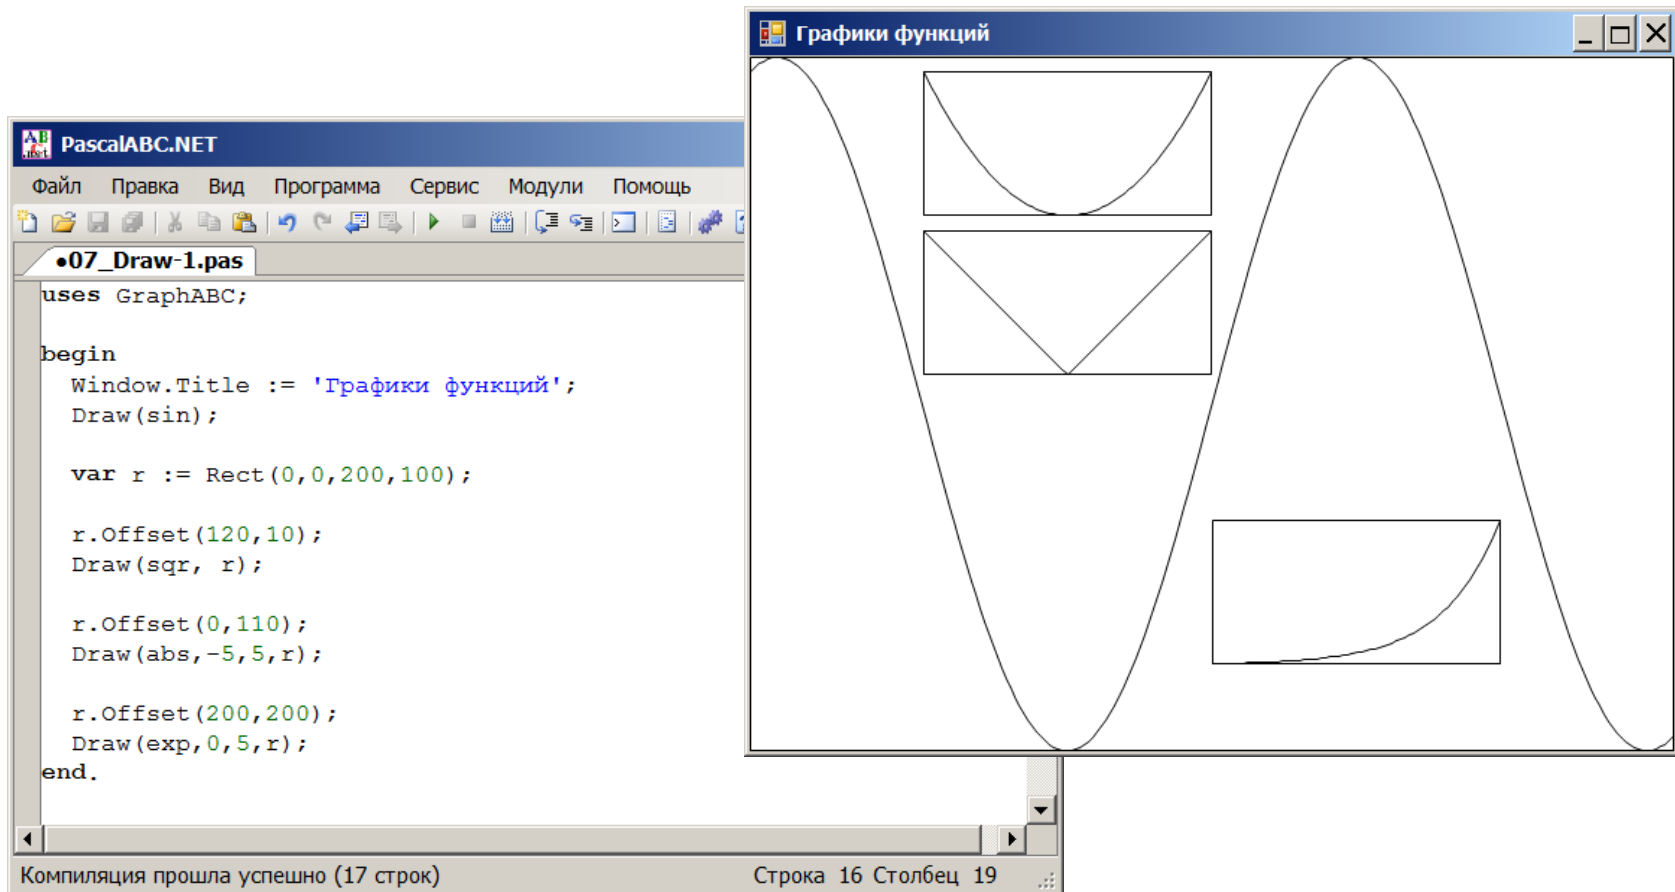 Графики функций
PascalABC.NET
Файл Правка Вид Программа Сервис Модули Помощь
•07_Draw-1.pas
uses GraphABC;
begin
Window.Title := 'Графики функций';
Draw(sin);
var r := Rect(0,0,200,100);
r.Offset(120,10);
Draw(sqr, r);
r.Offset(0,110);
Draw(abs,-5,5,r);
r.Offset(200,200);
Draw(exp,0,5,r);
end.
Компиляция прошла успешно (17 строк) Строка 16 Столбец 19